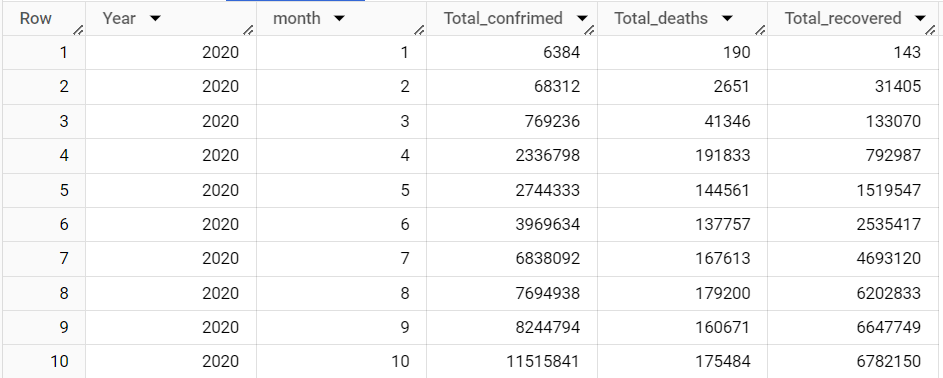 Row Year month Total_confrimed Total_deaths Total_recovered
1 2020 1 6384 190 143
2 2020 2 68312 2651 31405
3 2020 3 769236 41346 133070
4 2020 4 2336798 191833 792987
5 2020 5 2744333 144561 1519547
6 2020 6 3969634 137757 2535417
7 2020 7 6838092 167613 4693120
8 2020 8 7694938 179200 6202833
9 2020 9 8244794 160671 6647749
10 2020 10 11515841 175484 6782150